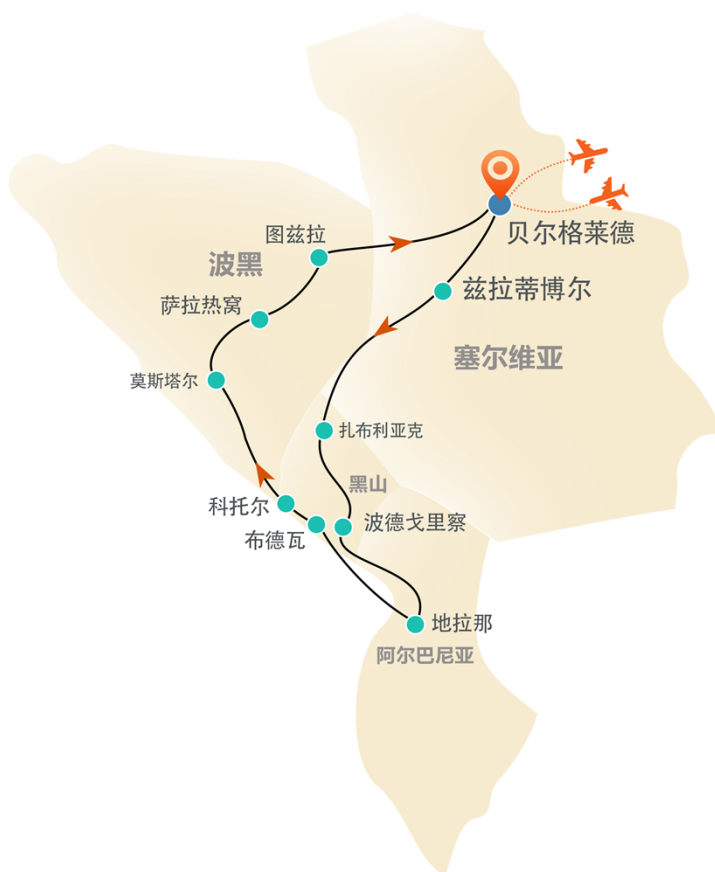 图兹拉
贝尔格莱德
波黑
兹拉蒂博尔
萨拉热窝
塞尔维亚
莫斯塔尔
扎布利亚克
黑山
科托尔
波德戈里察
布德瓦
地拉那
阿尔巴尼亚